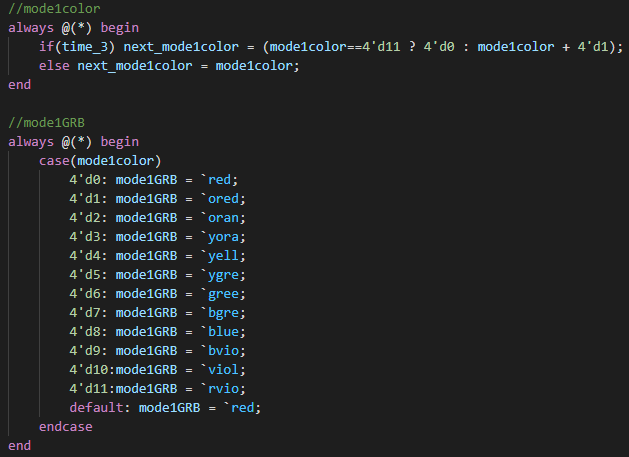 //mode1color
always @(*) begin
    if(time_3) next_mode1color = (mode1color==4'd11 ? 4'd0 : mode1color + 4'd1);
    else next_mode1color = mode1color;
end

//mode1GRB
always @(*) begin
    case(mode1color)
        4'd0: mode1GRB = `red;
        4'd1: mode1GRB = `ored;
        4'd2: mode1GRB = `oran;
        4'd3: mode1GRB = `yora;
        4'd4: mode1GRB = `yell;
        4'd5: mode1GRB = `ygre;
        4'd6: mode1GRB = `gree;
        4'd7: mode1GRB = `bgre;
        4'd8: mode1GRB = `blue;
        4'd9: mode1GRB = `bvio;
        4'd10:mode1GRB = `viol;
        4'd11:mode1GRB = `rvio;
        default: mode1GRB = `red;
    endcase
end